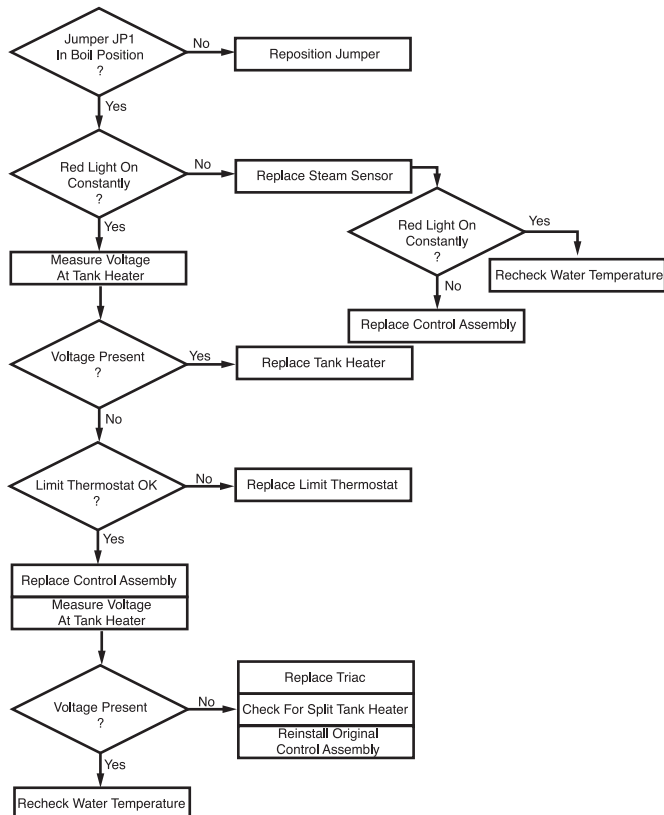 Jumper JP1
In Boil Position
?
No
Reposition Jumper
Yes
Red Light On
Constantly
?
No
Replace Steam Sensor
Yes
Red Light On
Constantly
?
Yes
Recheck Water Temperature
No
Replace Control Assembly
Measure Voltage
At Tank Heater
Voltage Present
?
Yes
Replace Tank Heater
No
Limit Thermostat OK
?
No
Replace Limit Thermostat
Yes
Replace Control Assembly
Measure Voltage
At Tank Heater
Voltage Present
?
No
Replace Triac
Check For Split Tank Heater
Reinstall Original
Control Assembly
Yes
Recheck Water Temperature